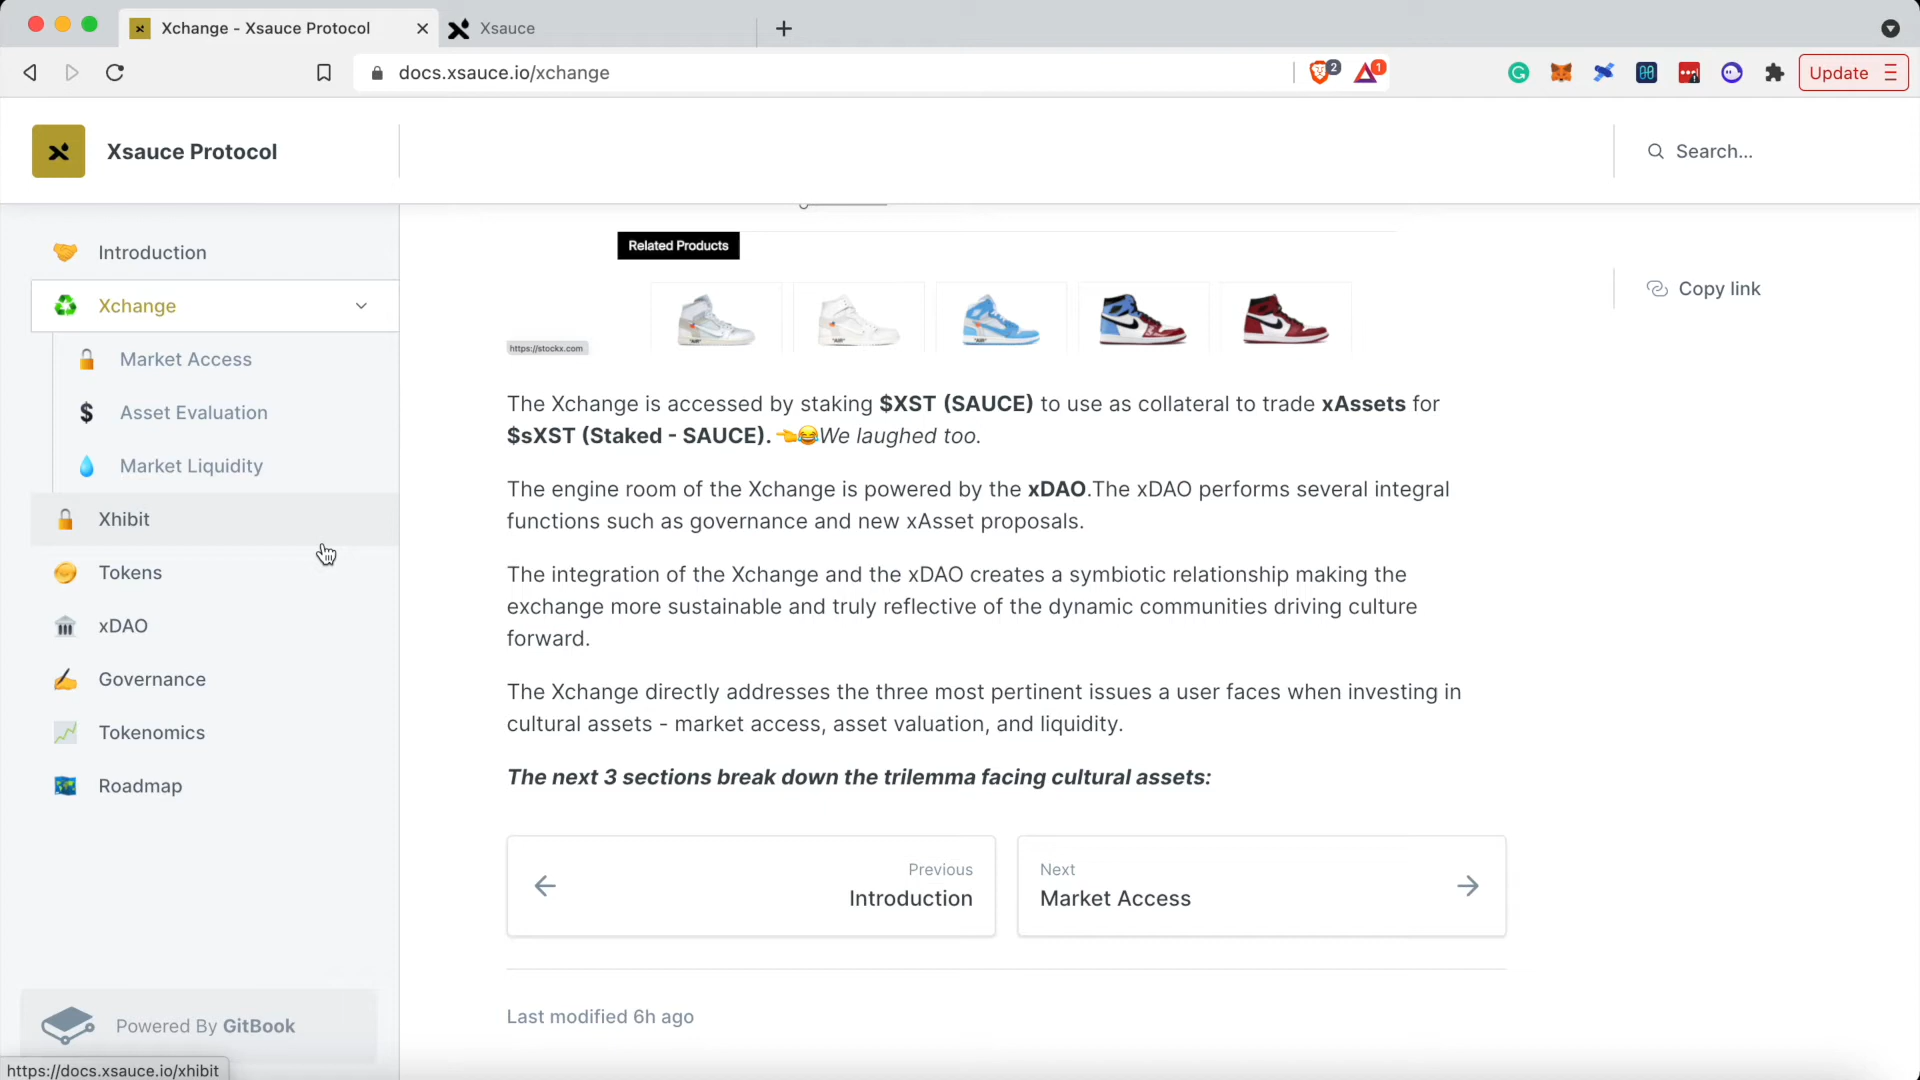 Xchange - Xsauce Protocol
Xsauce
docs.xsauce.io/xchange
2
1
Update
Xsauce Protocol
Search...
Introduction
Xchange
Market Access
Asset Evaluation
Market Liquidity
Xhibit
Tokens
xDAO
Governance
Tokenomics
Roadmap
Powered By GitBook
https://docs.xsauce.io/xhibit
Related Products
https://stockx.com
Copy link
The Xchange is accessed by staking $XST (SAUCE) to use as collateral to trade xAssets for
$sXST (Staked - SAUCE). 👈😂We laughed too.
The engine room of the Xchange is powered by the xDAO.The xDAO performs several integral
functions such as governance and new xAsset proposals.
The integration of the Xchange and the xDAO creates a symbiotic relationship making the
exchange more sustainable and truly reflective of the dynamic communities driving culture
forward.
The Xchange directly addresses the three most pertinent issues a user faces when investing in
cultural assets - market access, asset valuation, and liquidity.
The next 3 sections break down the trilemma facing cultural assets:
Previous
Introduction
Next
Market Access
Last modified 6h ago